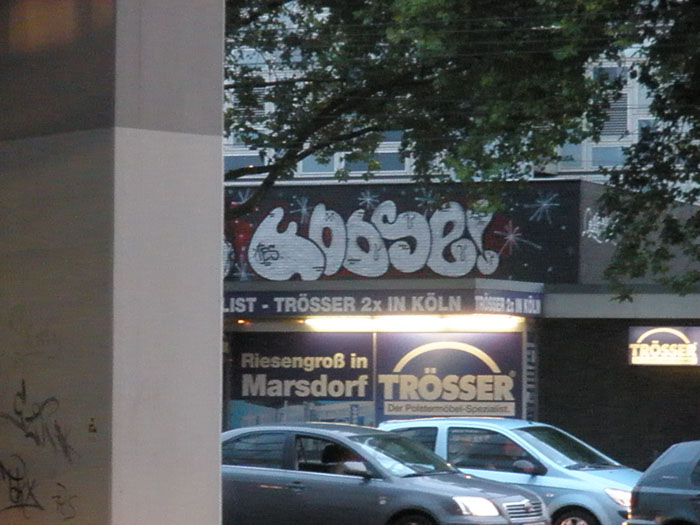 LIST - TRÖSSER 2x IN KÖLN
TRÖSSER 2x IN KÖLN
Riesengroß in
Marsdorf
TRÖSSER
Der Polstermöbel-Spezialist.
TRÖSSER